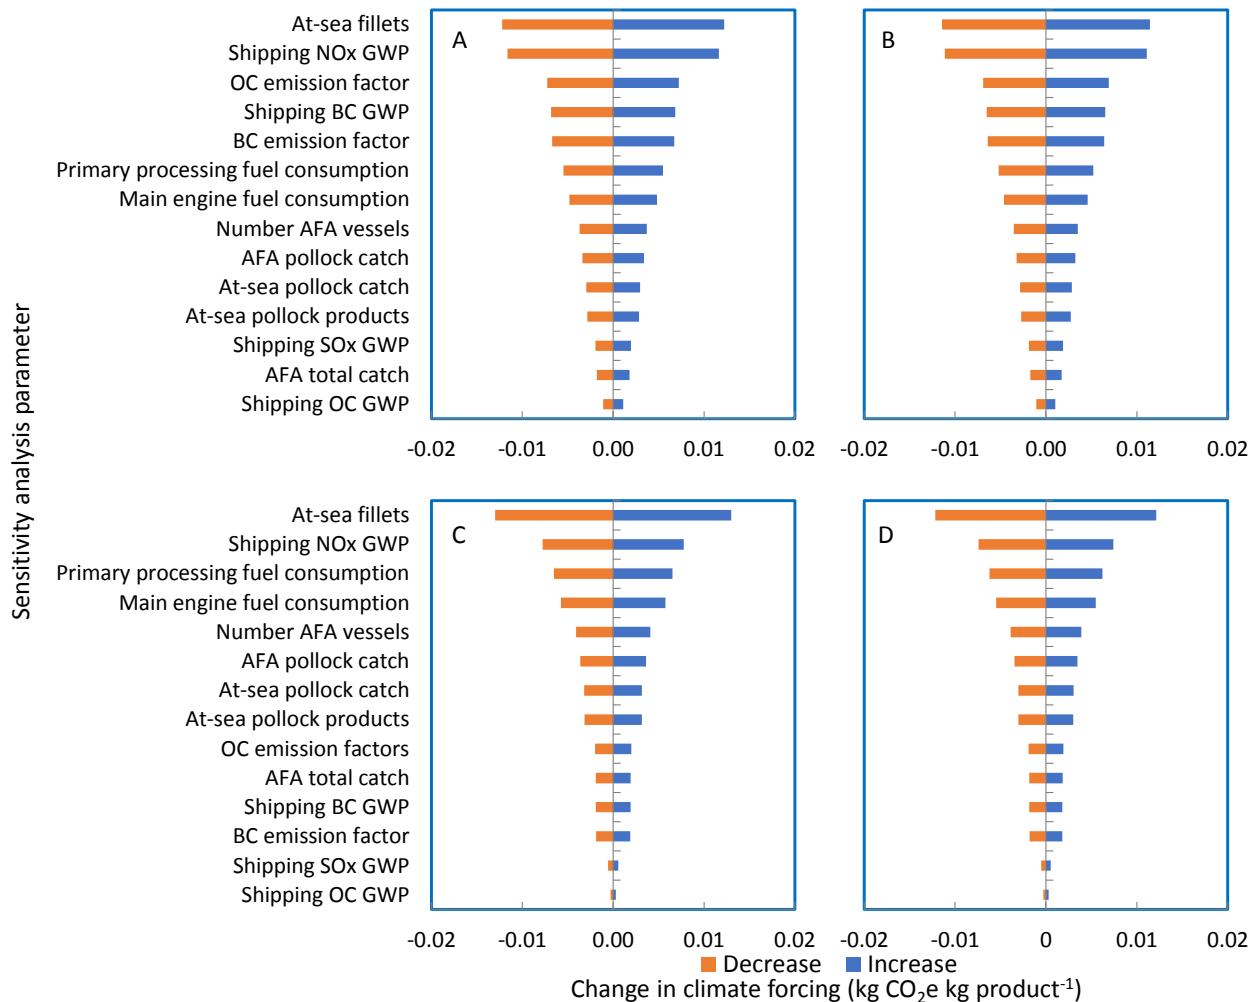 Sensitivity analysis parameter
A
At-sea fillets
Shipping NOx GWP
OC emission factor
Shipping BC GWP
BC emission factor
Primary processing fuel consumption
Main engine fuel consumption
Number AFA vessels
AFA pollock catch
At-sea pollock catch
At-sea pollock products
Shipping SOx GWP
AFA total catch
Shipping OC GWP
-0.02 -0.01 0.00 0.01 0.02
B
-0.02 -0.01 0.00 0.01 0.02
C
At-sea fillets
Shipping NOx GWP
Primary processing fuel consumption
Main engine fuel consumption
Number AFA vessels
AFA pollock catch
At-sea pollock catch
At-sea pollock products
OC emission factors
AFA total catch
Shipping BC GWP
BC emission factor
Shipping SOx GWP
Shipping OC GWP
-0.02 -0.01 0.00 0.01 0.02
D
-0.02 -0.01 0 0.01 0.02
Decrease Increase
Change in climate forcing (kg CO₂e kg product⁻¹)